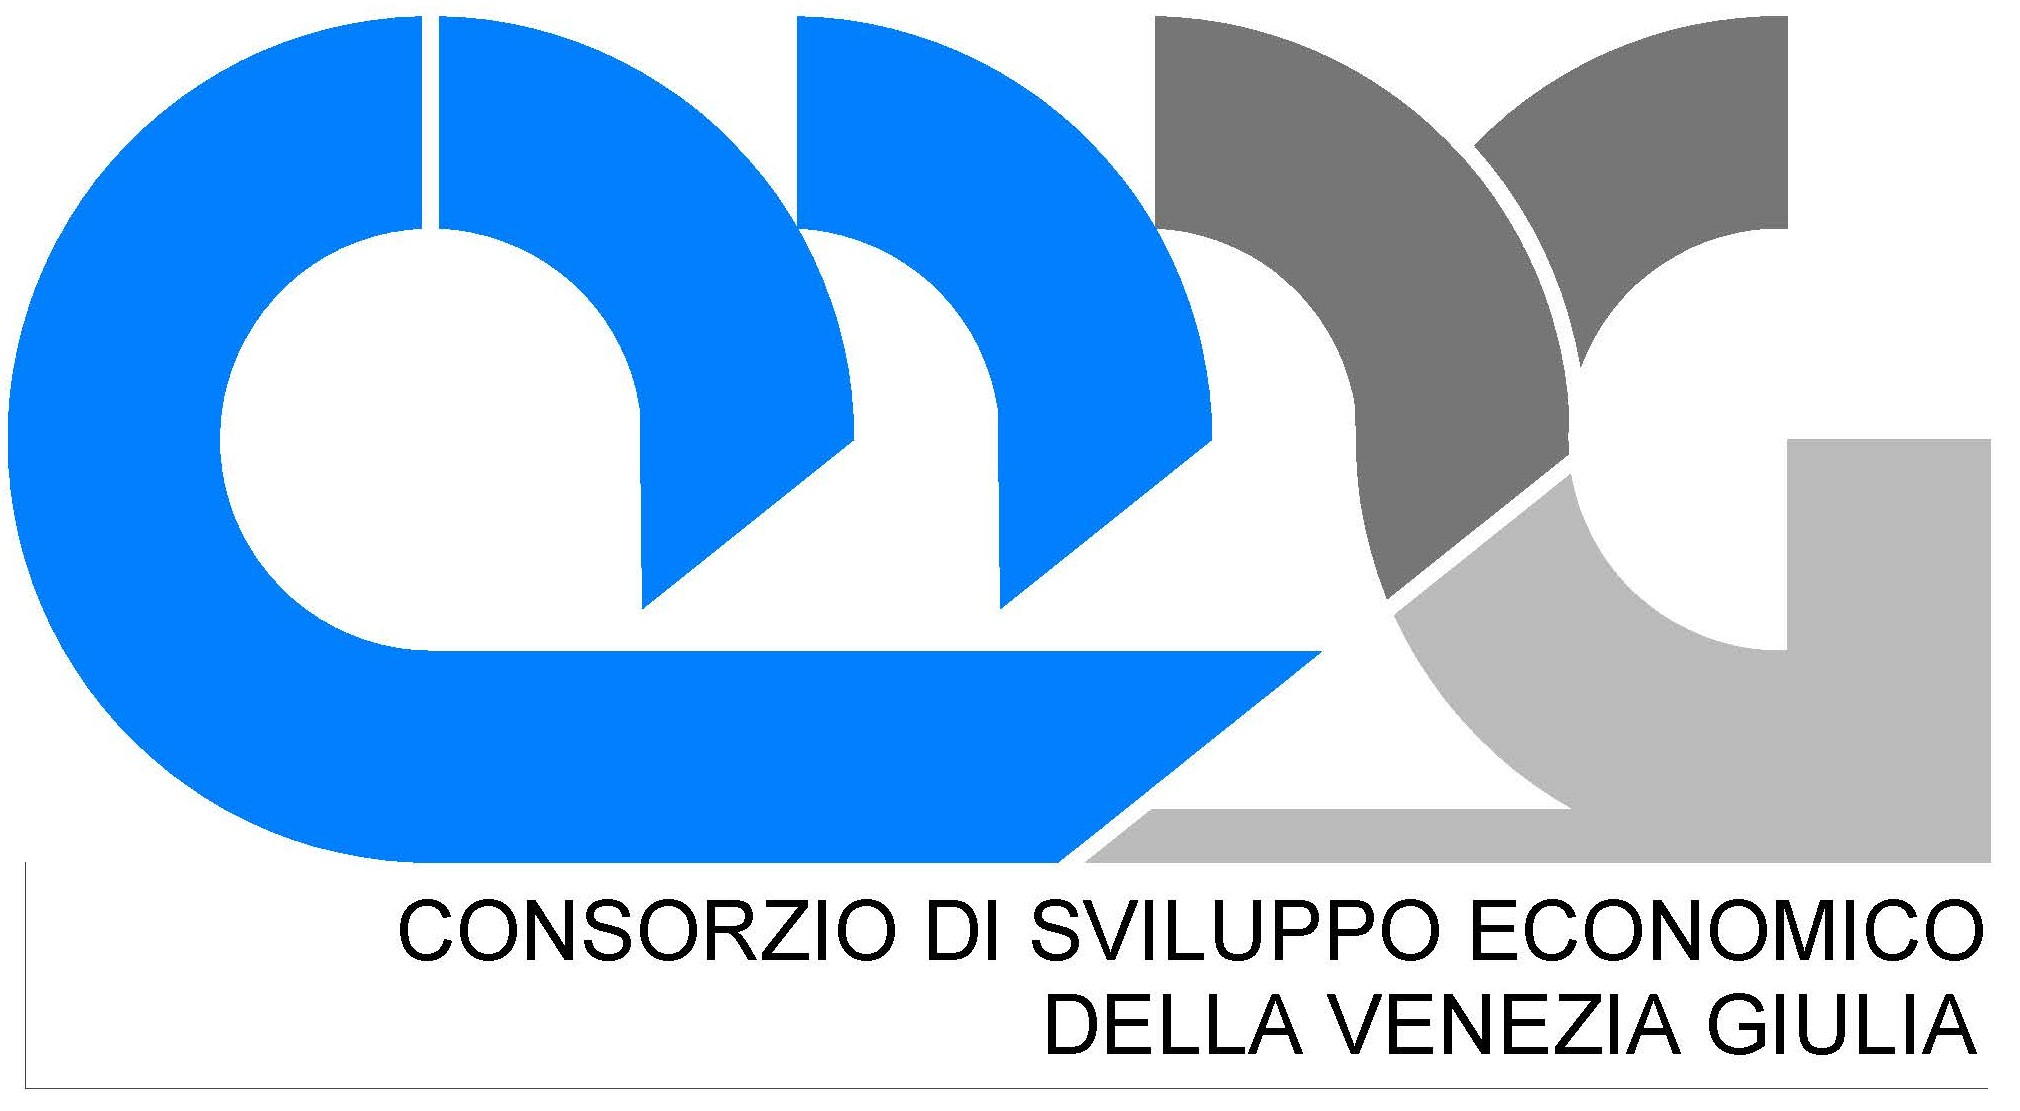 CONSORZIO DI SVILUPPO ECONOMICO
DELLA VENEZIA GIULIA